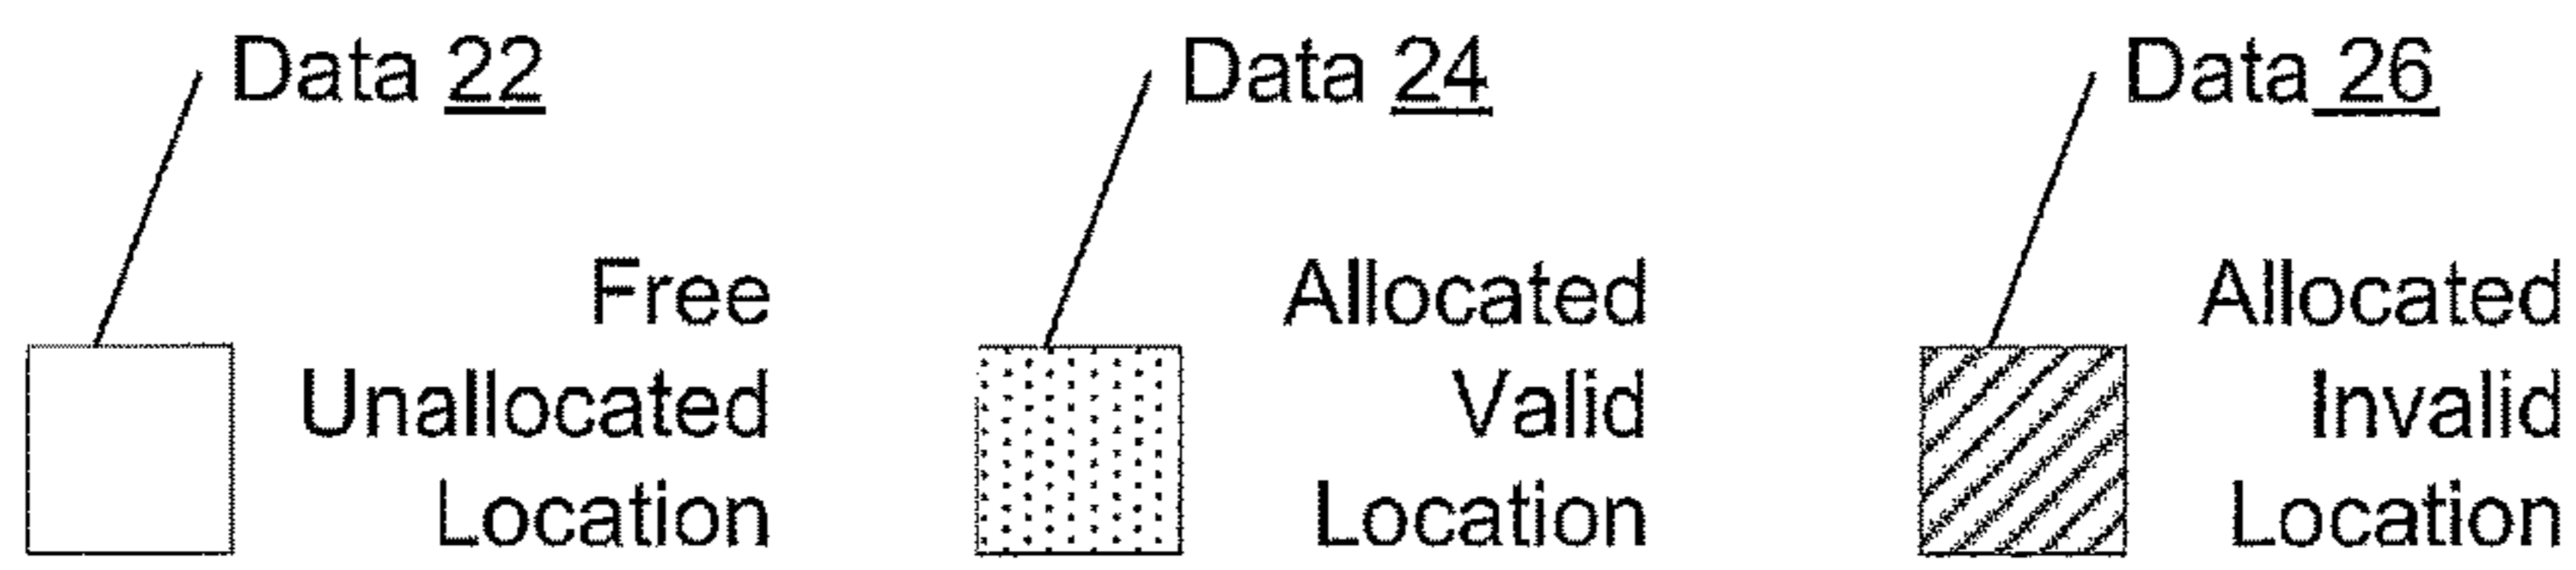 Data 22
Free
Unallocated
Location
Data 24
Allocated
Valid
Location
Data 26
Allocated
Invalid
Location